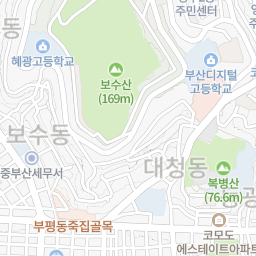 주민센터
동
혜광고등학교
보수산
(169m)
부산디지털
고등학교
보수동
대청동
중부산세무서
복병산
(76.6m)
부평동죽집골목
코모도
에스테이트아파트